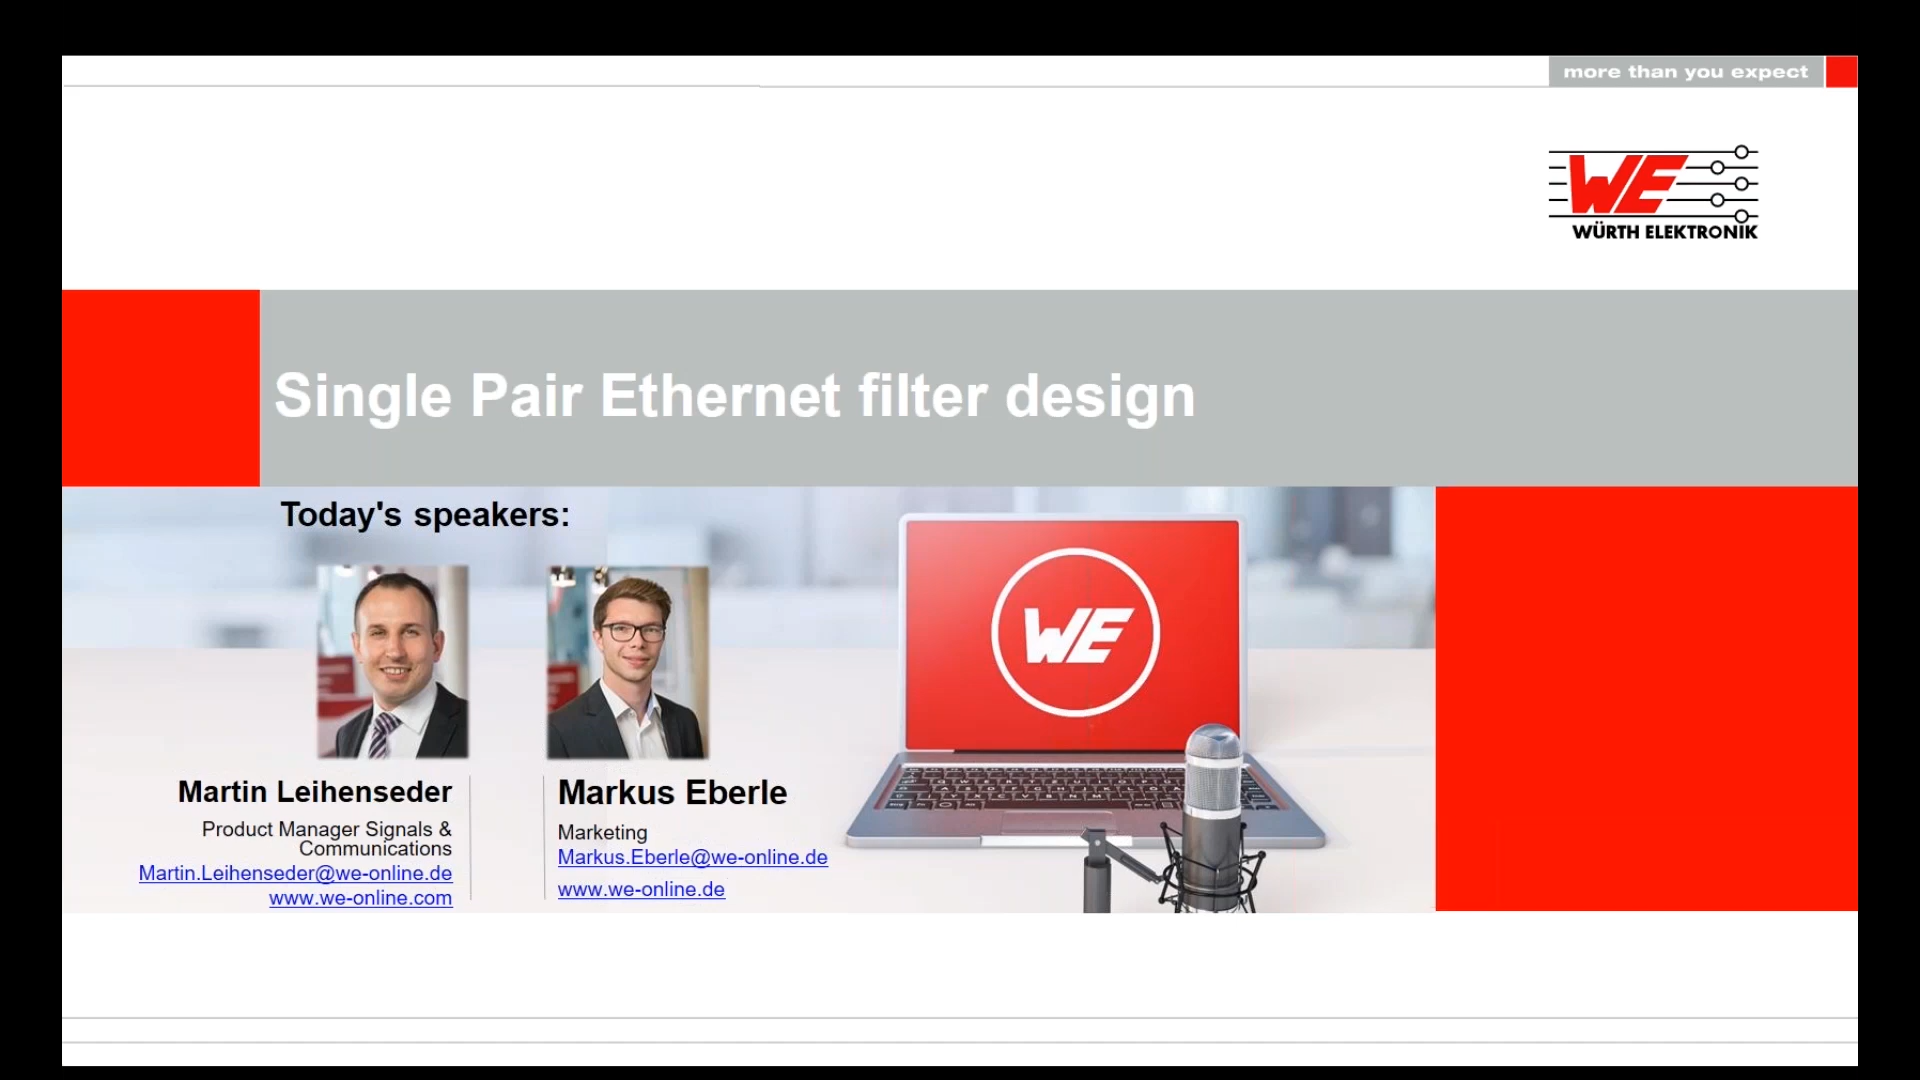 more than you expect
WE
WÜRTH ELEKTRONIK
Single Pair Ethernet filter design
Today's speakers:
WE
Martin Leihenseder
Product Manager Signals &
Communications
Martin.Leihenseder@we-online.de
www.we-online.com
Markus Eberle
Marketing
Markus.Eberle@we-online.de
www.we-online.de